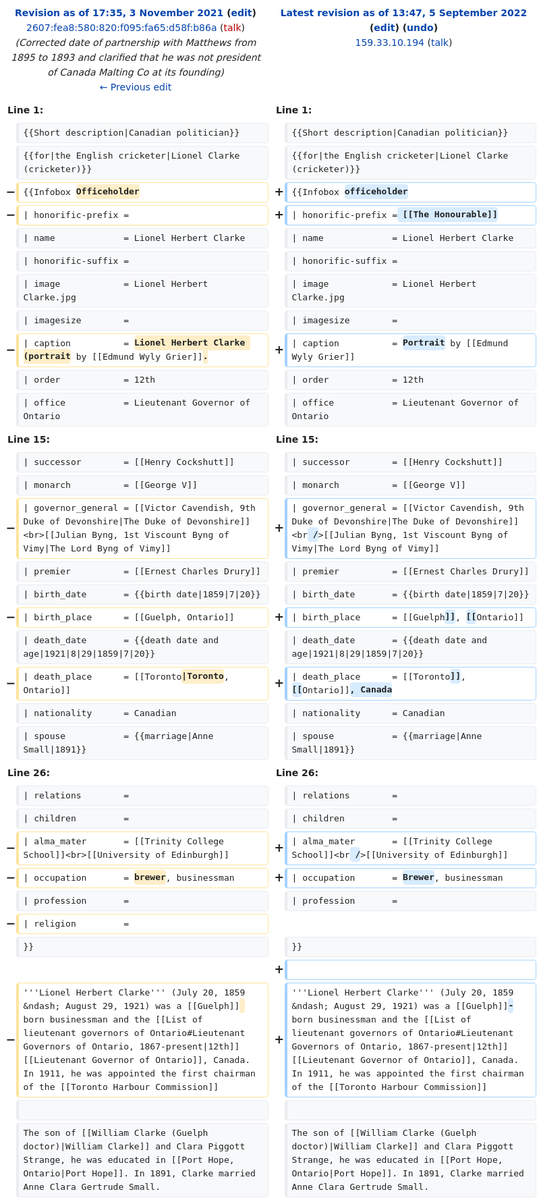 Revision as of 17:35, 3 November 2021 (edit)
2607:fea8:580:820:f095:fa65:d58f:b86a (talk)
(Corrected date of partnership with Matthews from
1895 to 1893 and clarified that he was not president
of Canada Malting Co at its founding)
← Previous edit
Latest revision as of 13:47, 5 September 2022
(edit) (undo)
159.33.10.194 (talk)
Line 1:
Line 1:
{{Short description|Canadian politician}}
{{Short description|Canadian politician}}
{{for|the English cricketer|Lionel Clarke
(cricketer)}}
{{for|the English cricketer|Lionel Clarke
(cricketer)}}
− {{Infobox Officeholder
+ {{Infobox officeholder
− | honorific-prefix =
+ | honorific-prefix = [[The Honourable]]
| name = Lionel Herbert Clarke
| name = Lionel Herbert Clarke
| honorific-suffix =
| honorific-suffix =
| image = Lionel Herbert
Clarke.jpg
| image = Lionel Herbert
Clarke.jpg
| imagesize =
| imagesize =
− | caption = Lionel Herbert Clarke
(portrait by [[Edmund Wyly Grier]].
+ | caption = Portrait by [[Edmund
Wyly Grier]]
| order = 12th
| order = 12th
| office = Lieutenant Governor of
Ontario
| office = Lieutenant Governor of
Ontario
Line 15:
Line 15:
| successor = [[Henry Cockshutt]]
| successor = [[Henry Cockshutt]]
| monarch = [[George V]]
| monarch = [[George V]]
− | governor_general = [[Victor Cavendish, 9th
Duke of Devonshire|The Duke of Devonshire]]
<br>[[Julian Byng, 1st Viscount Byng of
Vimy|The Lord Byng of Vimy]]
+ | governor_general = [[Victor Cavendish, 9th
Duke of Devonshire|The Duke of Devonshire]]
<br />[[Julian Byng, 1st Viscount Byng of
Vimy|The Lord Byng of Vimy]]
| premier = [[Ernest Charles Drury]]
| premier = [[Ernest Charles Drury]]
| birth_date = {{birth date|1859|7|20}}
| birth_date = {{birth date|1859|7|20}}
− | birth_place = [[Guelph, Ontario]]
+ | birth_place = [[Guelph]], [[Ontario]]
| death_date = {{death date and
age|1921|8|29|1859|7|20}}
| death_date = {{death date and
age|1921|8|29|1859|7|20}}
− | death_place = [[Toronto|Toronto,
Ontario]]
+ | death_place = [[Toronto]],
[[Ontario]], Canada
| nationality = Canadian
| nationality = Canadian
| spouse = {{marriage|Anne
Small|1891}}
| spouse = {{marriage|Anne
Small|1891}}
Line 26:
Line 26:
| relations =
| relations =
| children =
| children =
− | alma_mater = [[Trinity College
School]]<br>[[University of Edinburgh]]
+ | alma_mater = [[Trinity College
School]]<br />[[University of Edinburgh]]
− | occupation = brewer, businessman
+ | occupation = Brewer, businessman
| profession =
| profession =
− | religion =
}}
}}
+
− '''Lionel Herbert Clarke''' (July 20, 1859
&ndash; August 29, 1921) was a [[Guelph]]
born businessman and the [[List of
lieutenant governors of Ontario#Lieutenant
Governors of Ontario, 1867-present|12th]]
[[Lieutenant Governor of Ontario]], Canada.
In 1911, he was appointed the first chairman
of the [[Toronto Harbour Commission]]
+ '''Lionel Herbert Clarke''' (July 20, 1859
&ndash; August 29, 1921) was a [[Guelph]]-
born businessman and the [[List of
lieutenant governors of Ontario#Lieutenant
Governors of Ontario, 1867-present|12th]]
[[Lieutenant Governor of Ontario]], Canada.
In 1911, he was appointed the first chairman
of the [[Toronto Harbour Commission]]
The son of [[William Clarke (Guelph
doctor)|William Clarke]] and Clara Piggott
Strange, he was educated in [[Port Hope,
Ontario|Port Hope]]. In 1891, Clarke married
Anne Clara Gertrude Small.
The son of [[William Clarke (Guelph
doctor)|William Clarke]] and Clara Piggott
Strange, he was educated in [[Port Hope,
Ontario|Port Hope]]. In 1891, Clarke married
Anne Clara Gertrude Small.